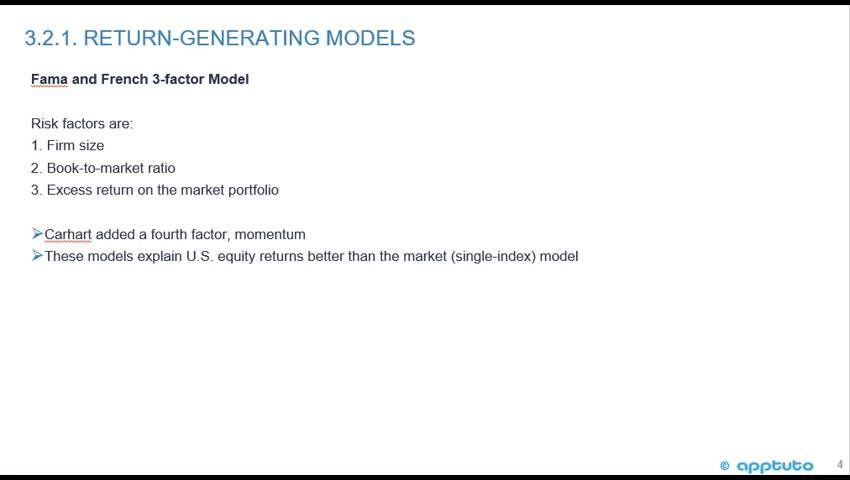 3.2.1. RETURN-GENERATING MODELS
Fama and French 3-factor Model
Risk factors are:
1. Firm size
2. Book-to-market ratio
3. Excess return on the market portfolio
➢Carhart added a fourth factor, momentum
➢These models explain U.S. equity returns better than the market (single-index) model
© apptuto 4